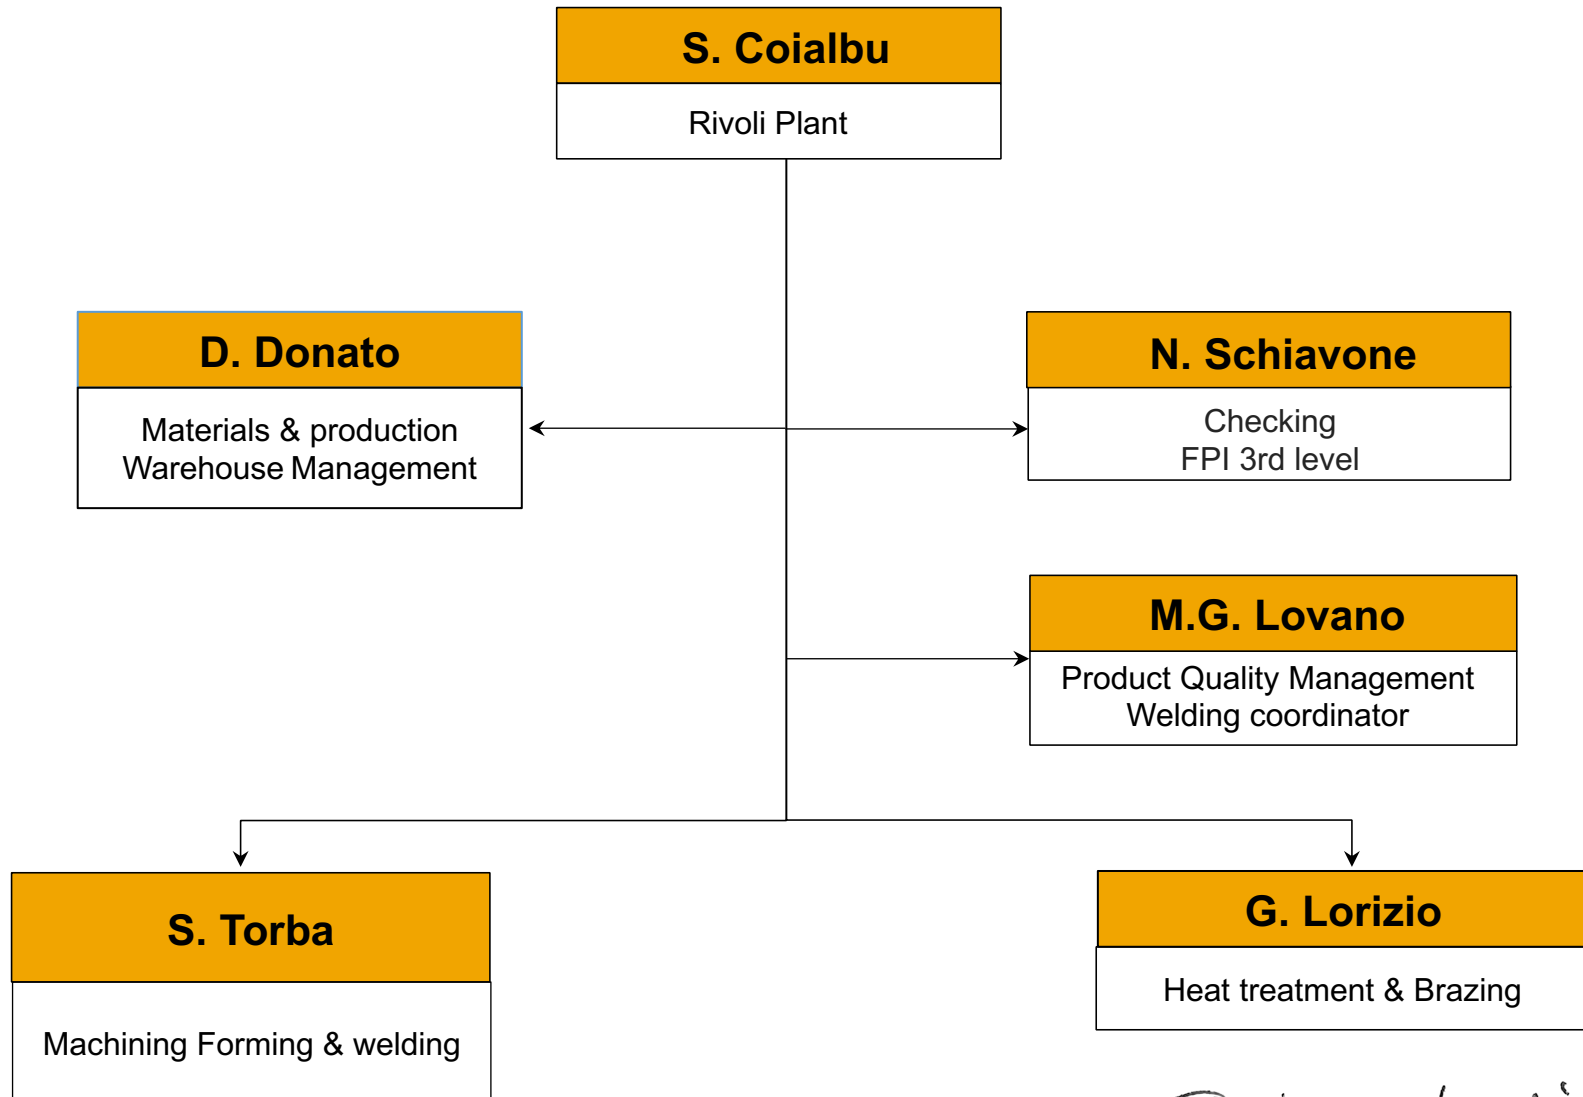 S. Coialbu
Rivoli Plant
D. Donato
Materials & production
Warehouse Management
N. Schiavone
Checking
FPI 3rd level
M.G. Lovano
Product Quality Management
Welding coordinator
S. Torba
Machining Forming & welding
G. Lorizio
Heat treatment & Brazing